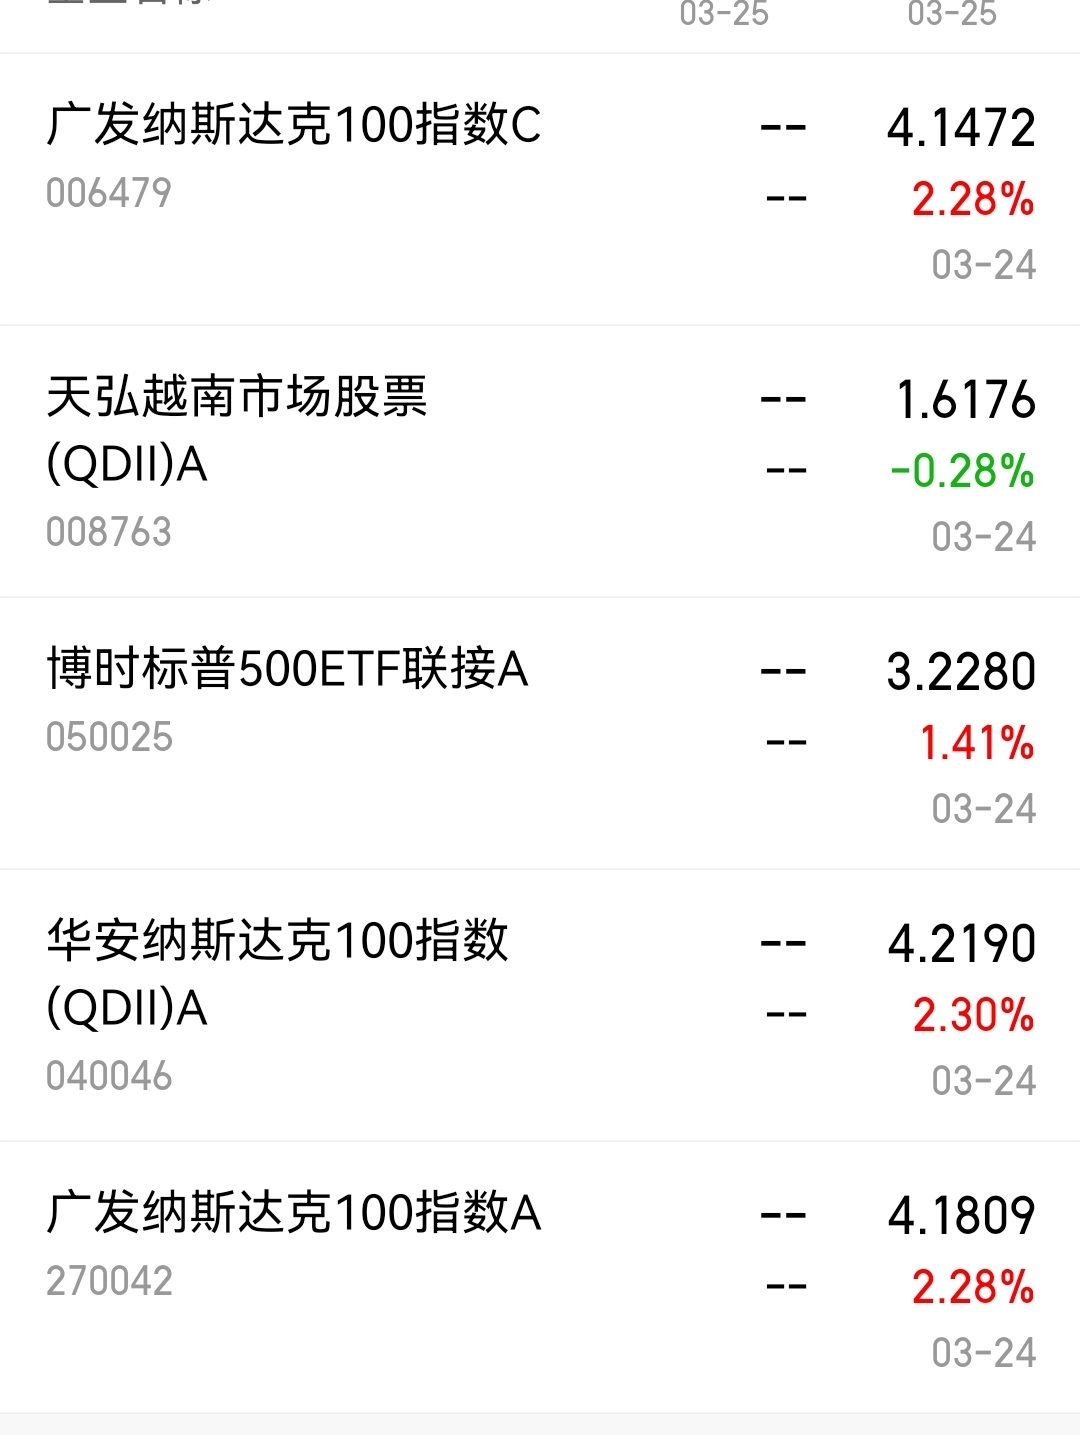 03-25 03-25
广发纳斯达克100指数C -- 4.1472
006479 -- 2.28%
03-24
天弘越南市场股票 -- 1.6176
(QDII)A -- -0.28%
008763 03-24
博时标普500ETF联接A -- 3.2280
050025 -- 1.41%
03-24
华安纳斯达克100指数 -- 4.2190
(QDII)A -- 2.30%
040046 03-24
广发纳斯达克100指数A -- 4.1809
270042 -- 2.28%
03-24